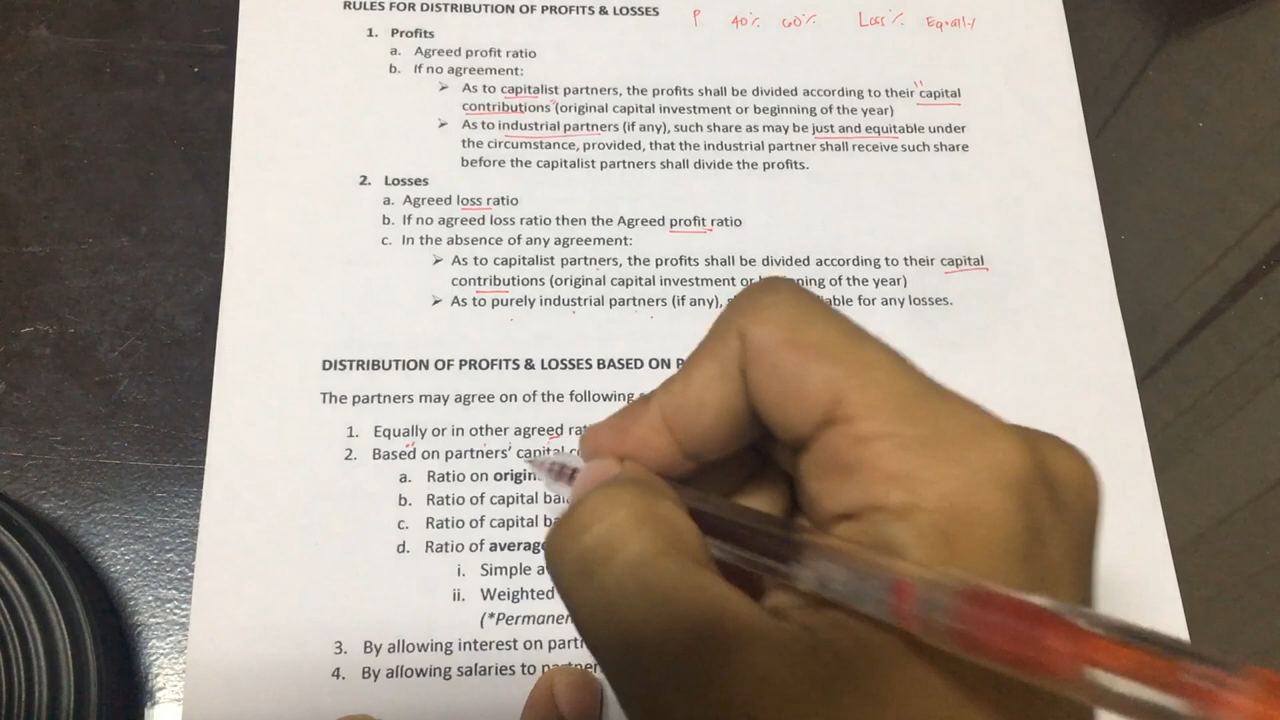 RULES FOR DISTRIBUTION OF PROFITS & LOSSES P 40% 60% Loss % Equally
1. Profits
a. Agreed profit ratio
b. If no agreement:
➢ As to capitalist partners, the profits shall be divided according to their capital
contributions (original capital investment or beginning of the year)
➢ As to industrial partners (if any), such share as may be just and equitable under
the circumstance, provided, that the industrial partner shall receive such share
before the capitalist partners shall divide the profits.
2. Losses
a. Agreed loss ratio
b. If no agreed loss ratio then the Agreed profit ratio
c. In the absence of any agreement:
➢ As to capitalist partners, the profits shall be divided according to their capital
contributions (original capital investment or of the year)
➢ As to purely industrial partners (if any), for any losses.
DISTRIBUTION OF PROFITS & LOSSES BASED ON
The partners may agree on of the following
1. Equally or in other agreed
2. Based on partners' capital
a. Ratio on
b. Ratio of capital
c. Ratio of capital
d. Ratio of average
i. Simple
ii. Weighted
3. By allowing interest on
4. By allowing salaries to